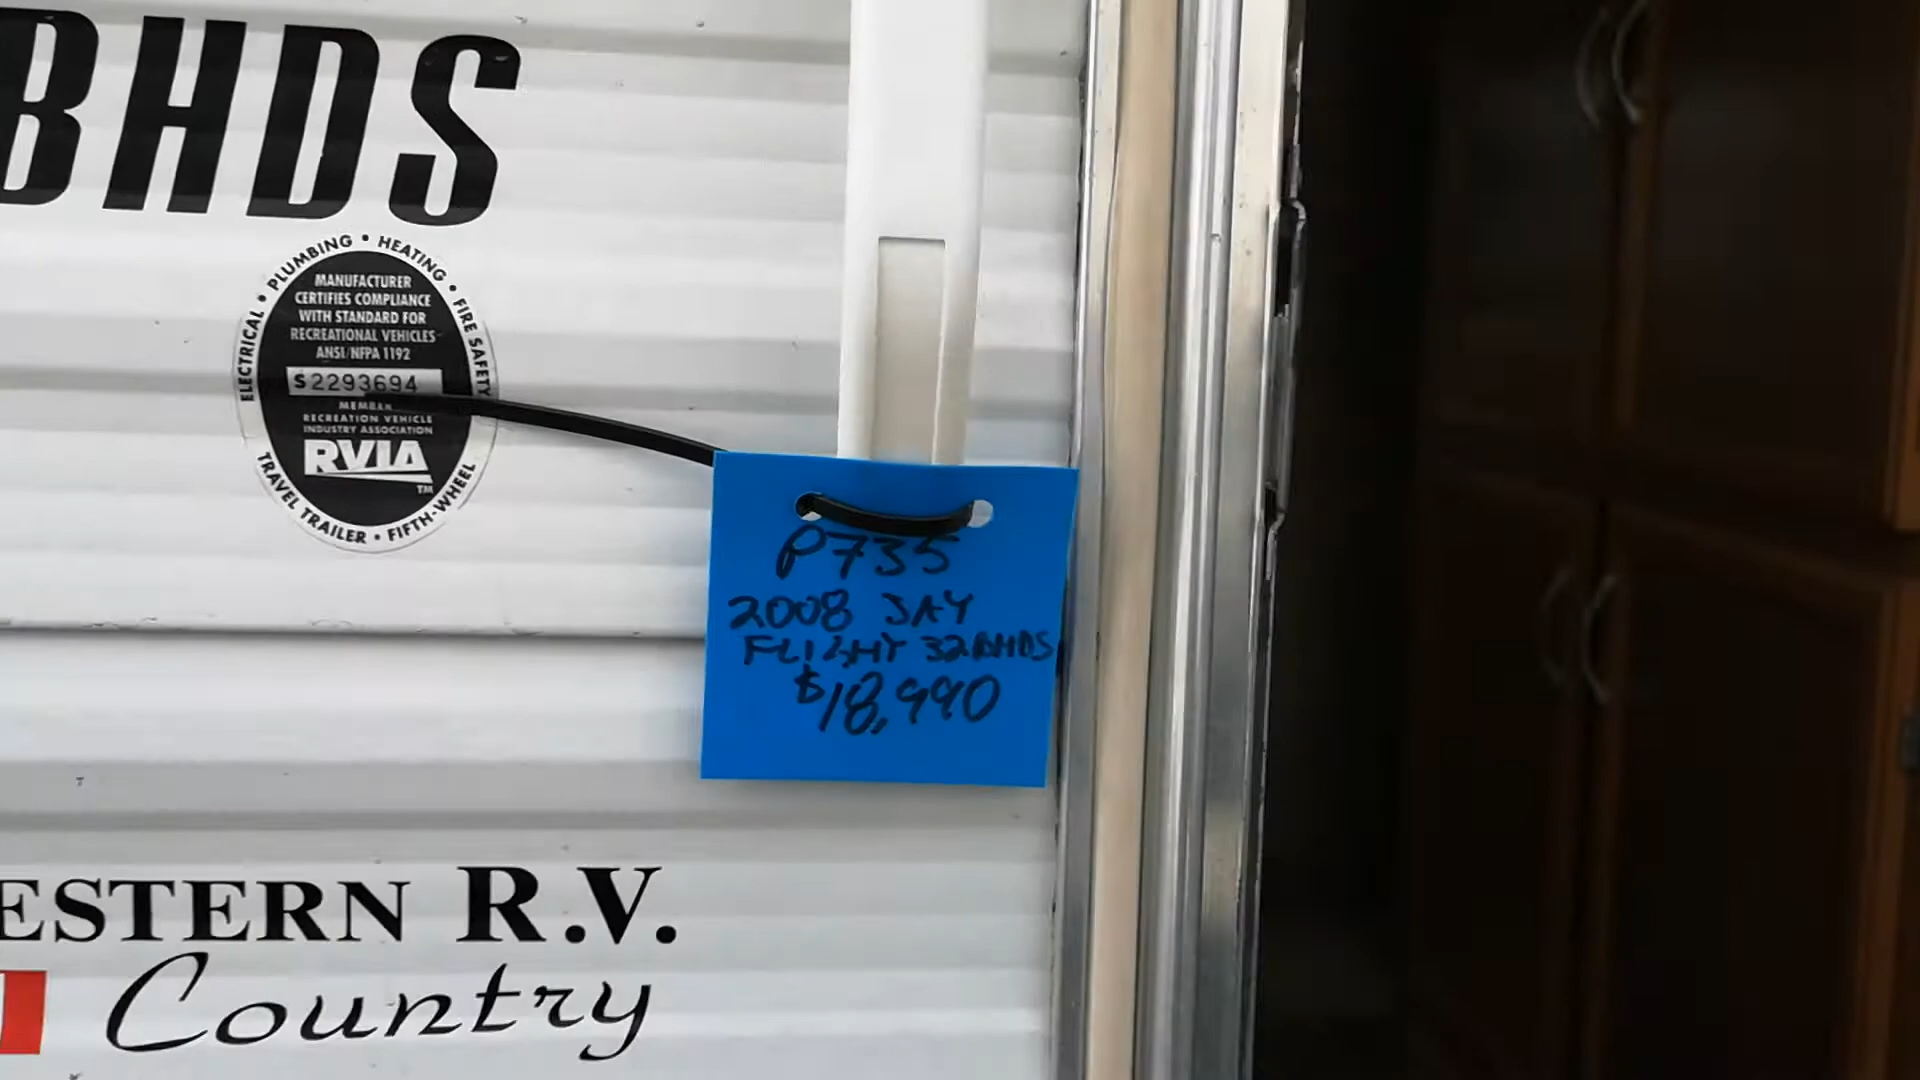 BHDS
ELECTRICAL • PLUMBING • HEATING • FIRE SAFETY
MANUFACTURER
CERTIFIES COMPLIANCE
WITH STANDARD FOR
RECREATIONAL VEHICLES
ANSI/NFPA 1192
S2293694
MEMBER
RECREATION VEHICLE
INDUSTRY ASSOCIATION
RVIA
TM
TRAVEL TRAILER • FIFTH-WHEEL
P735
2008 JAY
FLIGHT 32BHDS
$18,990
ESTERN R.V.
Country